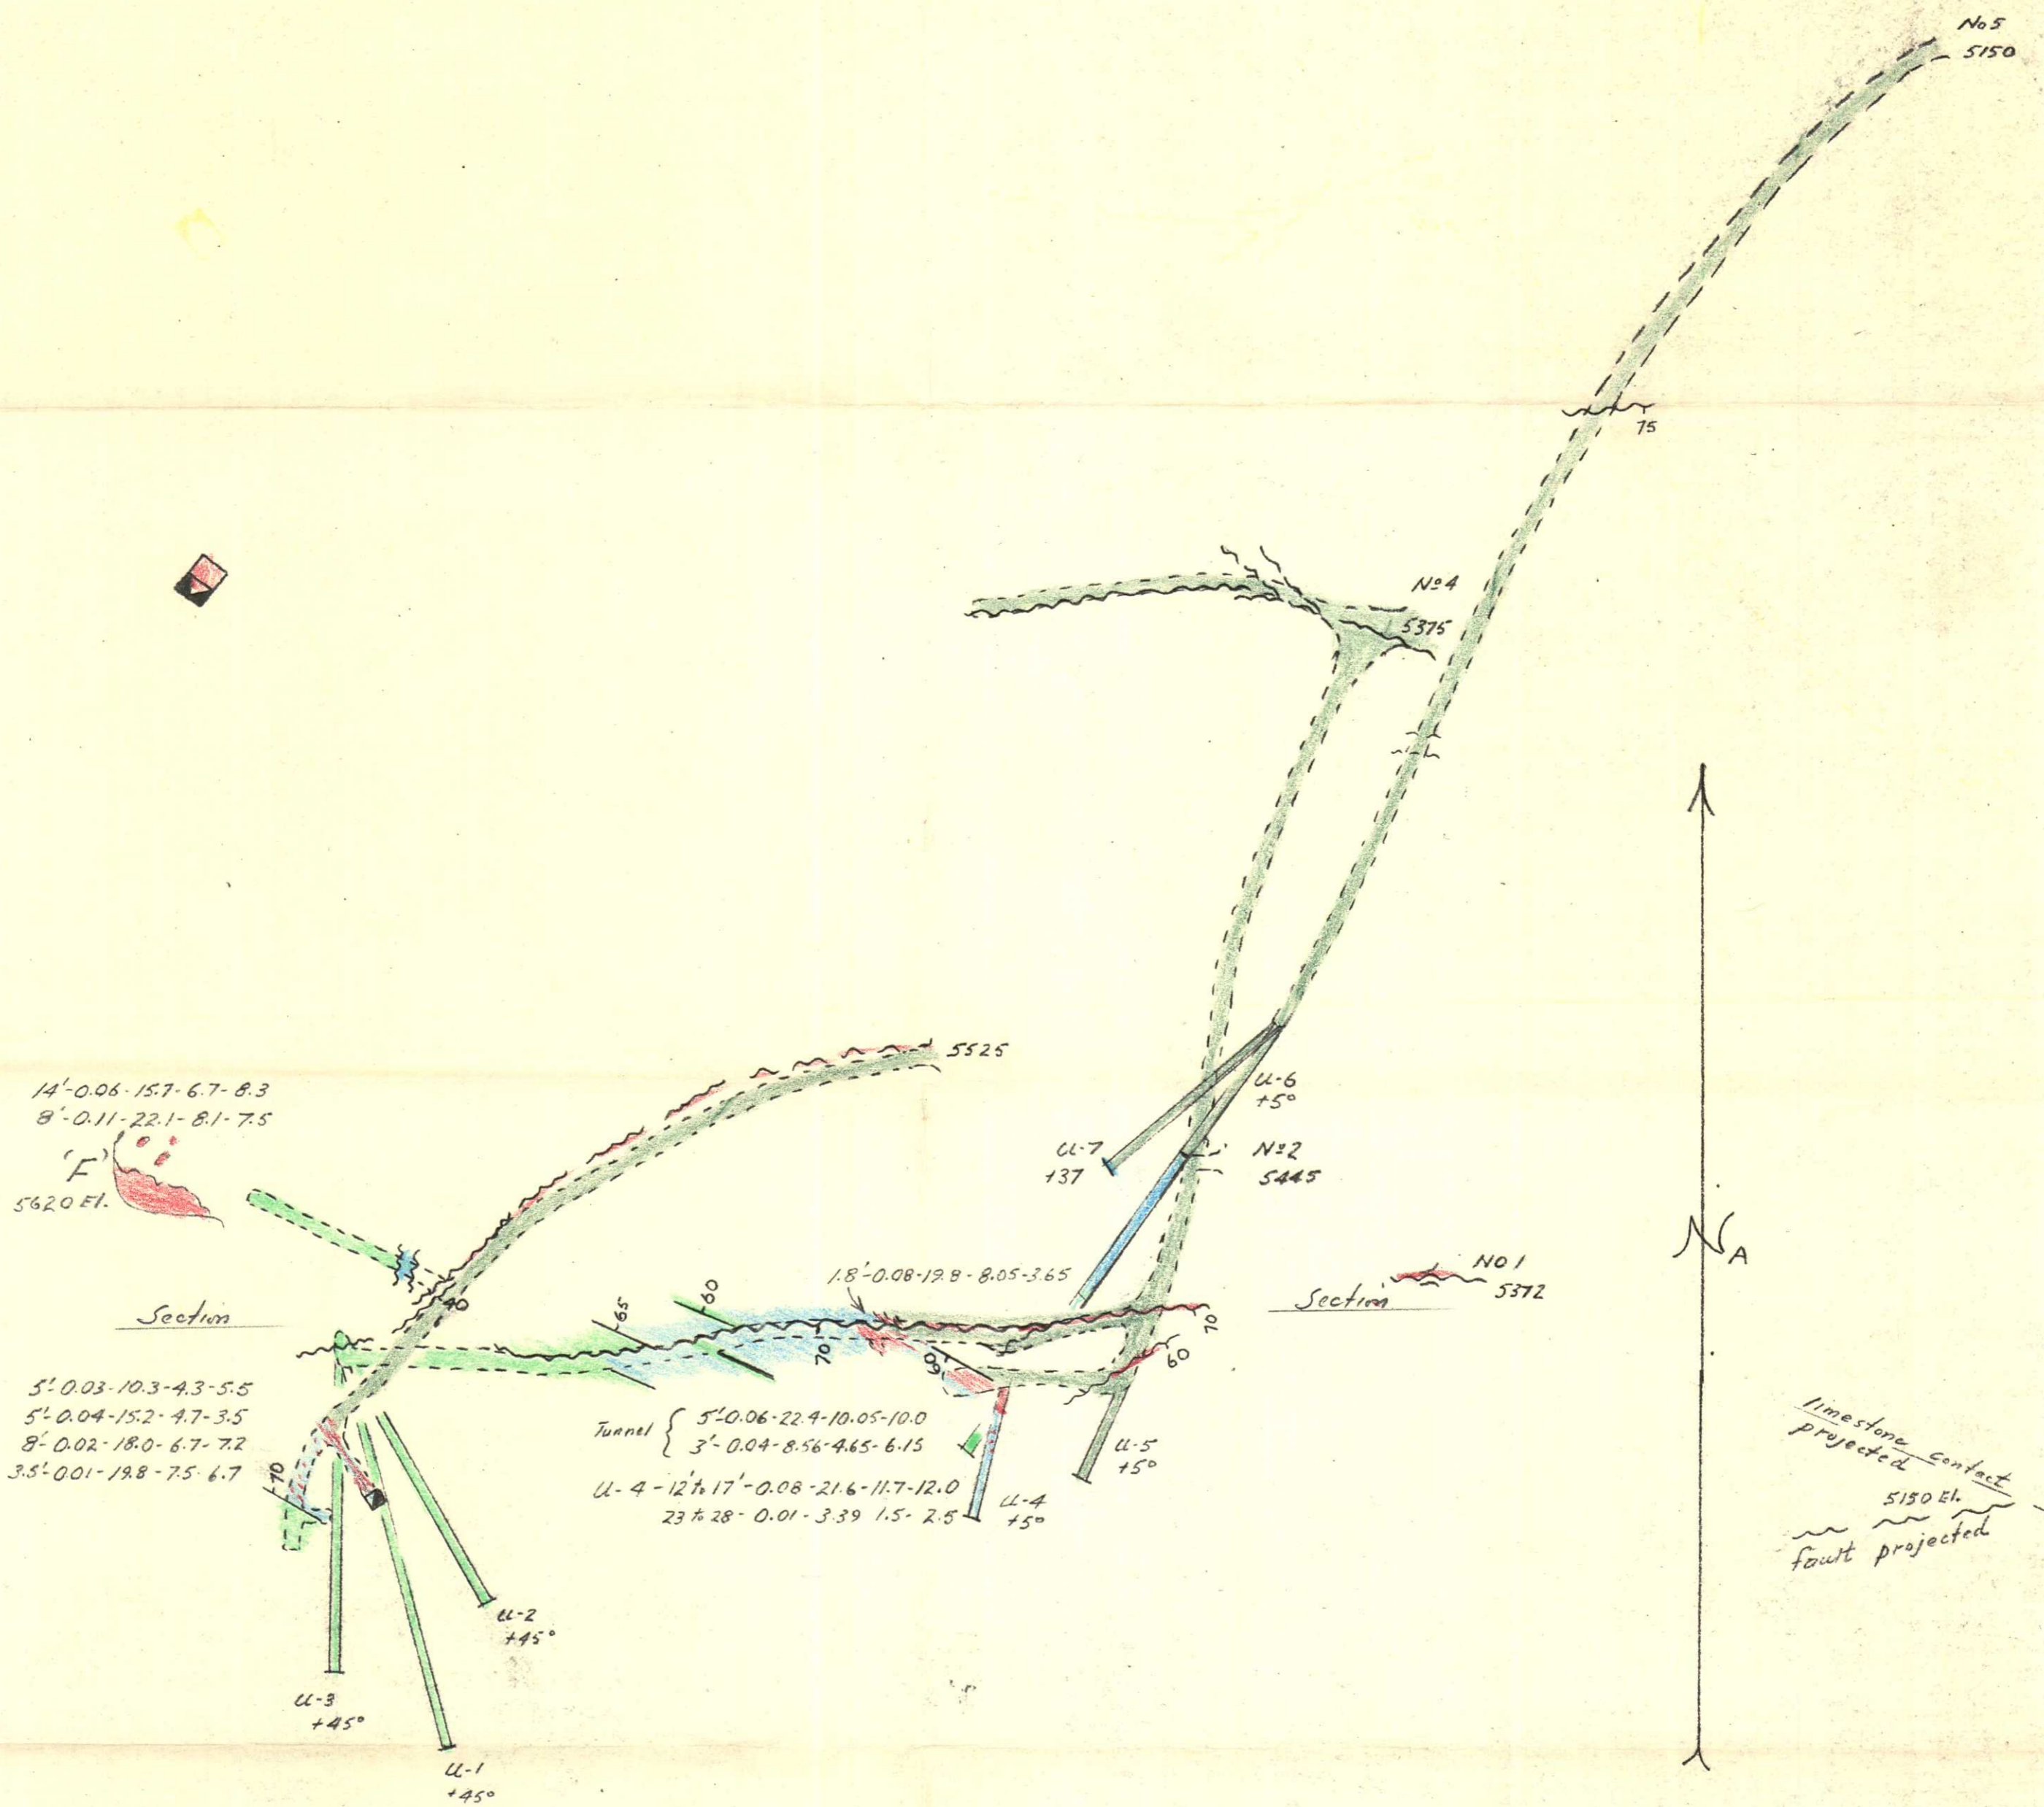 No 5
5150
75
Nº 4
5375
5525
14'-0.06-15.7-6.7-8.3
8'-0.11-22.1-8.1-7.5
'F'
5620 El.
U-6
+5°
U-7
+37
Nº 2
5445
NO 1
5372
Section
N
A
1.8'-0.08-19.8-8.05-3.65
40
Section
65
60
70
70
60
60
5'-0.03-10.3-4.3-5.5
5'-0.04-15.2-4.7-3.5
8'-0.02-18.0-6.7-7.2
3.5'-0.01-19.8-7.5-6.7
70
Tunnel { 5'-0.06-22.4-10.05-10.0
3'-0.04-8.56-4.65-6.15
U-4-12' to 17'-0.08-21.6-11.7-12.0
23 to 28-0.01-3.39 1.5-2.5
U-4
+5°
U-5
+5°
limestone contact
projected
5150 El.
fault projected
U-2
+45°
U-3
+45°
U-1
+45°